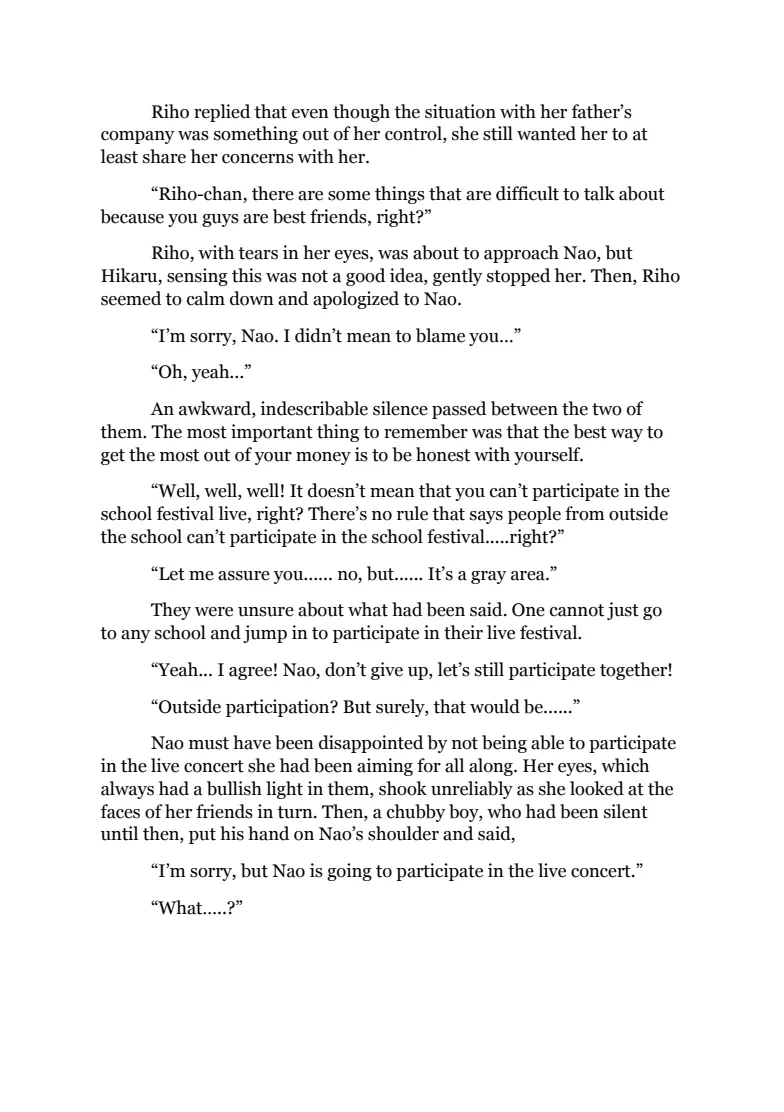 Riho replied that even though the situation with her father’s
company was something out of her control, she still wanted her to at
least share her concerns with her.
“Riho-chan, there are some things that are difficult to talk about
because you guys are best friends, right?”
Riho, with tears in her eyes, was about to approach Nao, but
Hikaru, sensing this was not a good idea, gently stopped her. Then, Riho
seemed to calm down and apologized to Nao.
“I’m sorry, Nao. I didn’t mean to blame you...”
“Oh, yeah...”
An awkward, indescribable silence passed between the two of
them. The most important thing to remember was that the best way to
get the most out of your money is to be honest with yourself.
“Well, well, well! It doesn’t mean that you can’t participate in the
school festival live, right? There’s no rule that says people from outside
the school can’t participate in the school festival.....right?”
“Let me assure you...... no, but...... It’s a gray area.”
They were unsure about what had been said. One cannot just go
to any school and jump in to participate in their live festival.
“Yeah... I agree! Nao, don’t give up, let’s still participate together!
“Outside participation? But surely, that would be......”
Nao must have been disappointed by not being able to participate
in the live concert she had been aiming for all along. Her eyes, which
always had a bullish light in them, shook unreliably as she looked at the
faces of her friends in turn. Then, a chubby boy, who had been silent
until then, put his hand on Nao’s shoulder and said,
“I’m sorry, but Nao is going to participate in the live concert.”
“What.....?”